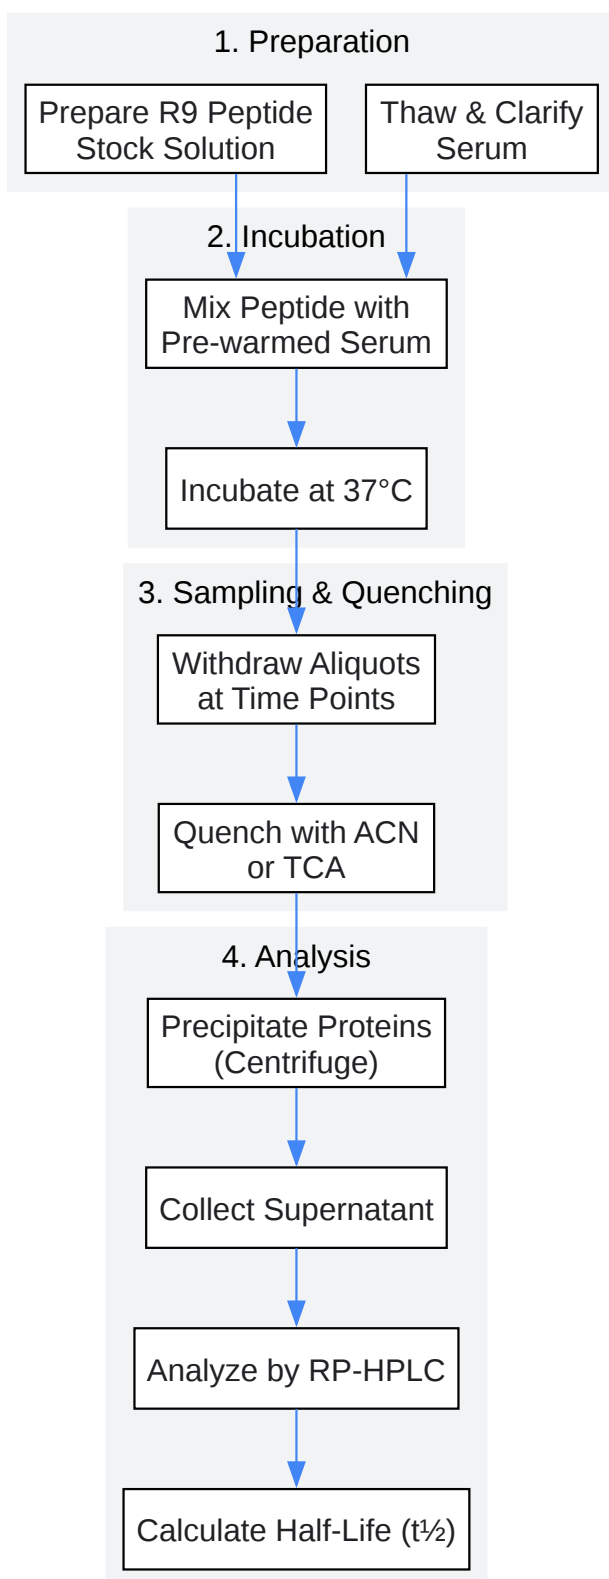 1. Preparation
Prepare R9 Peptide
Stock Solution
Thaw & Clarify
Serum
2. Incubation
Mix Peptide with
Pre-warmed Serum
Incubate at 37°C
3. Sampling & Quenching
Withdraw Aliquots
at Time Points
Quench with ACN
or TCA
4. Analysis
Precipitate Proteins
(Centrifuge)
Collect Supernatant
Analyze by RP-HPLC
Calculate Half-Life (t½)